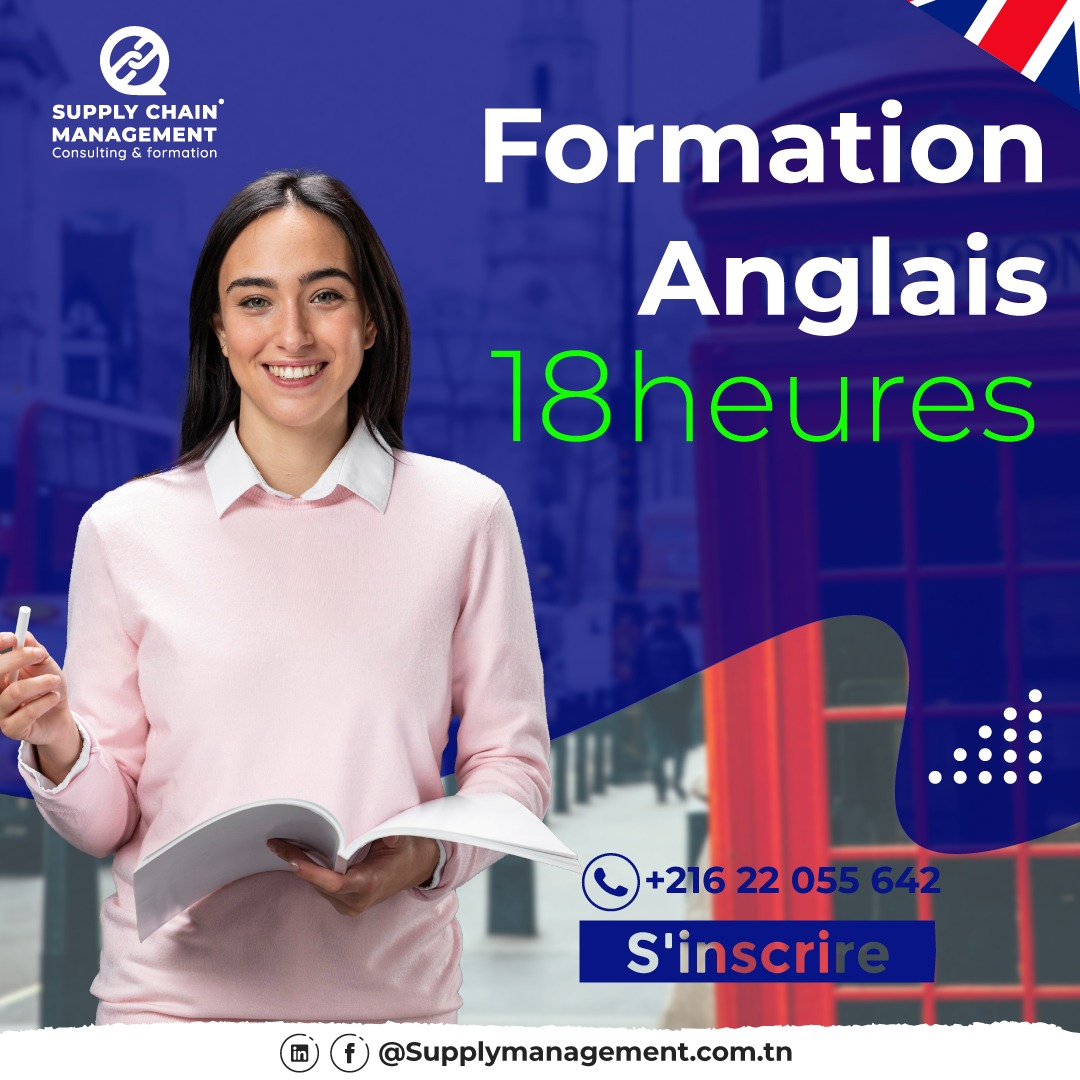 SUPPLY CHAIN
MANAGEMENT
Consulting & formation
Formation
Anglais
18heures
+216 22 055 642
S'inscrire
@Supplymanagement.com.tn